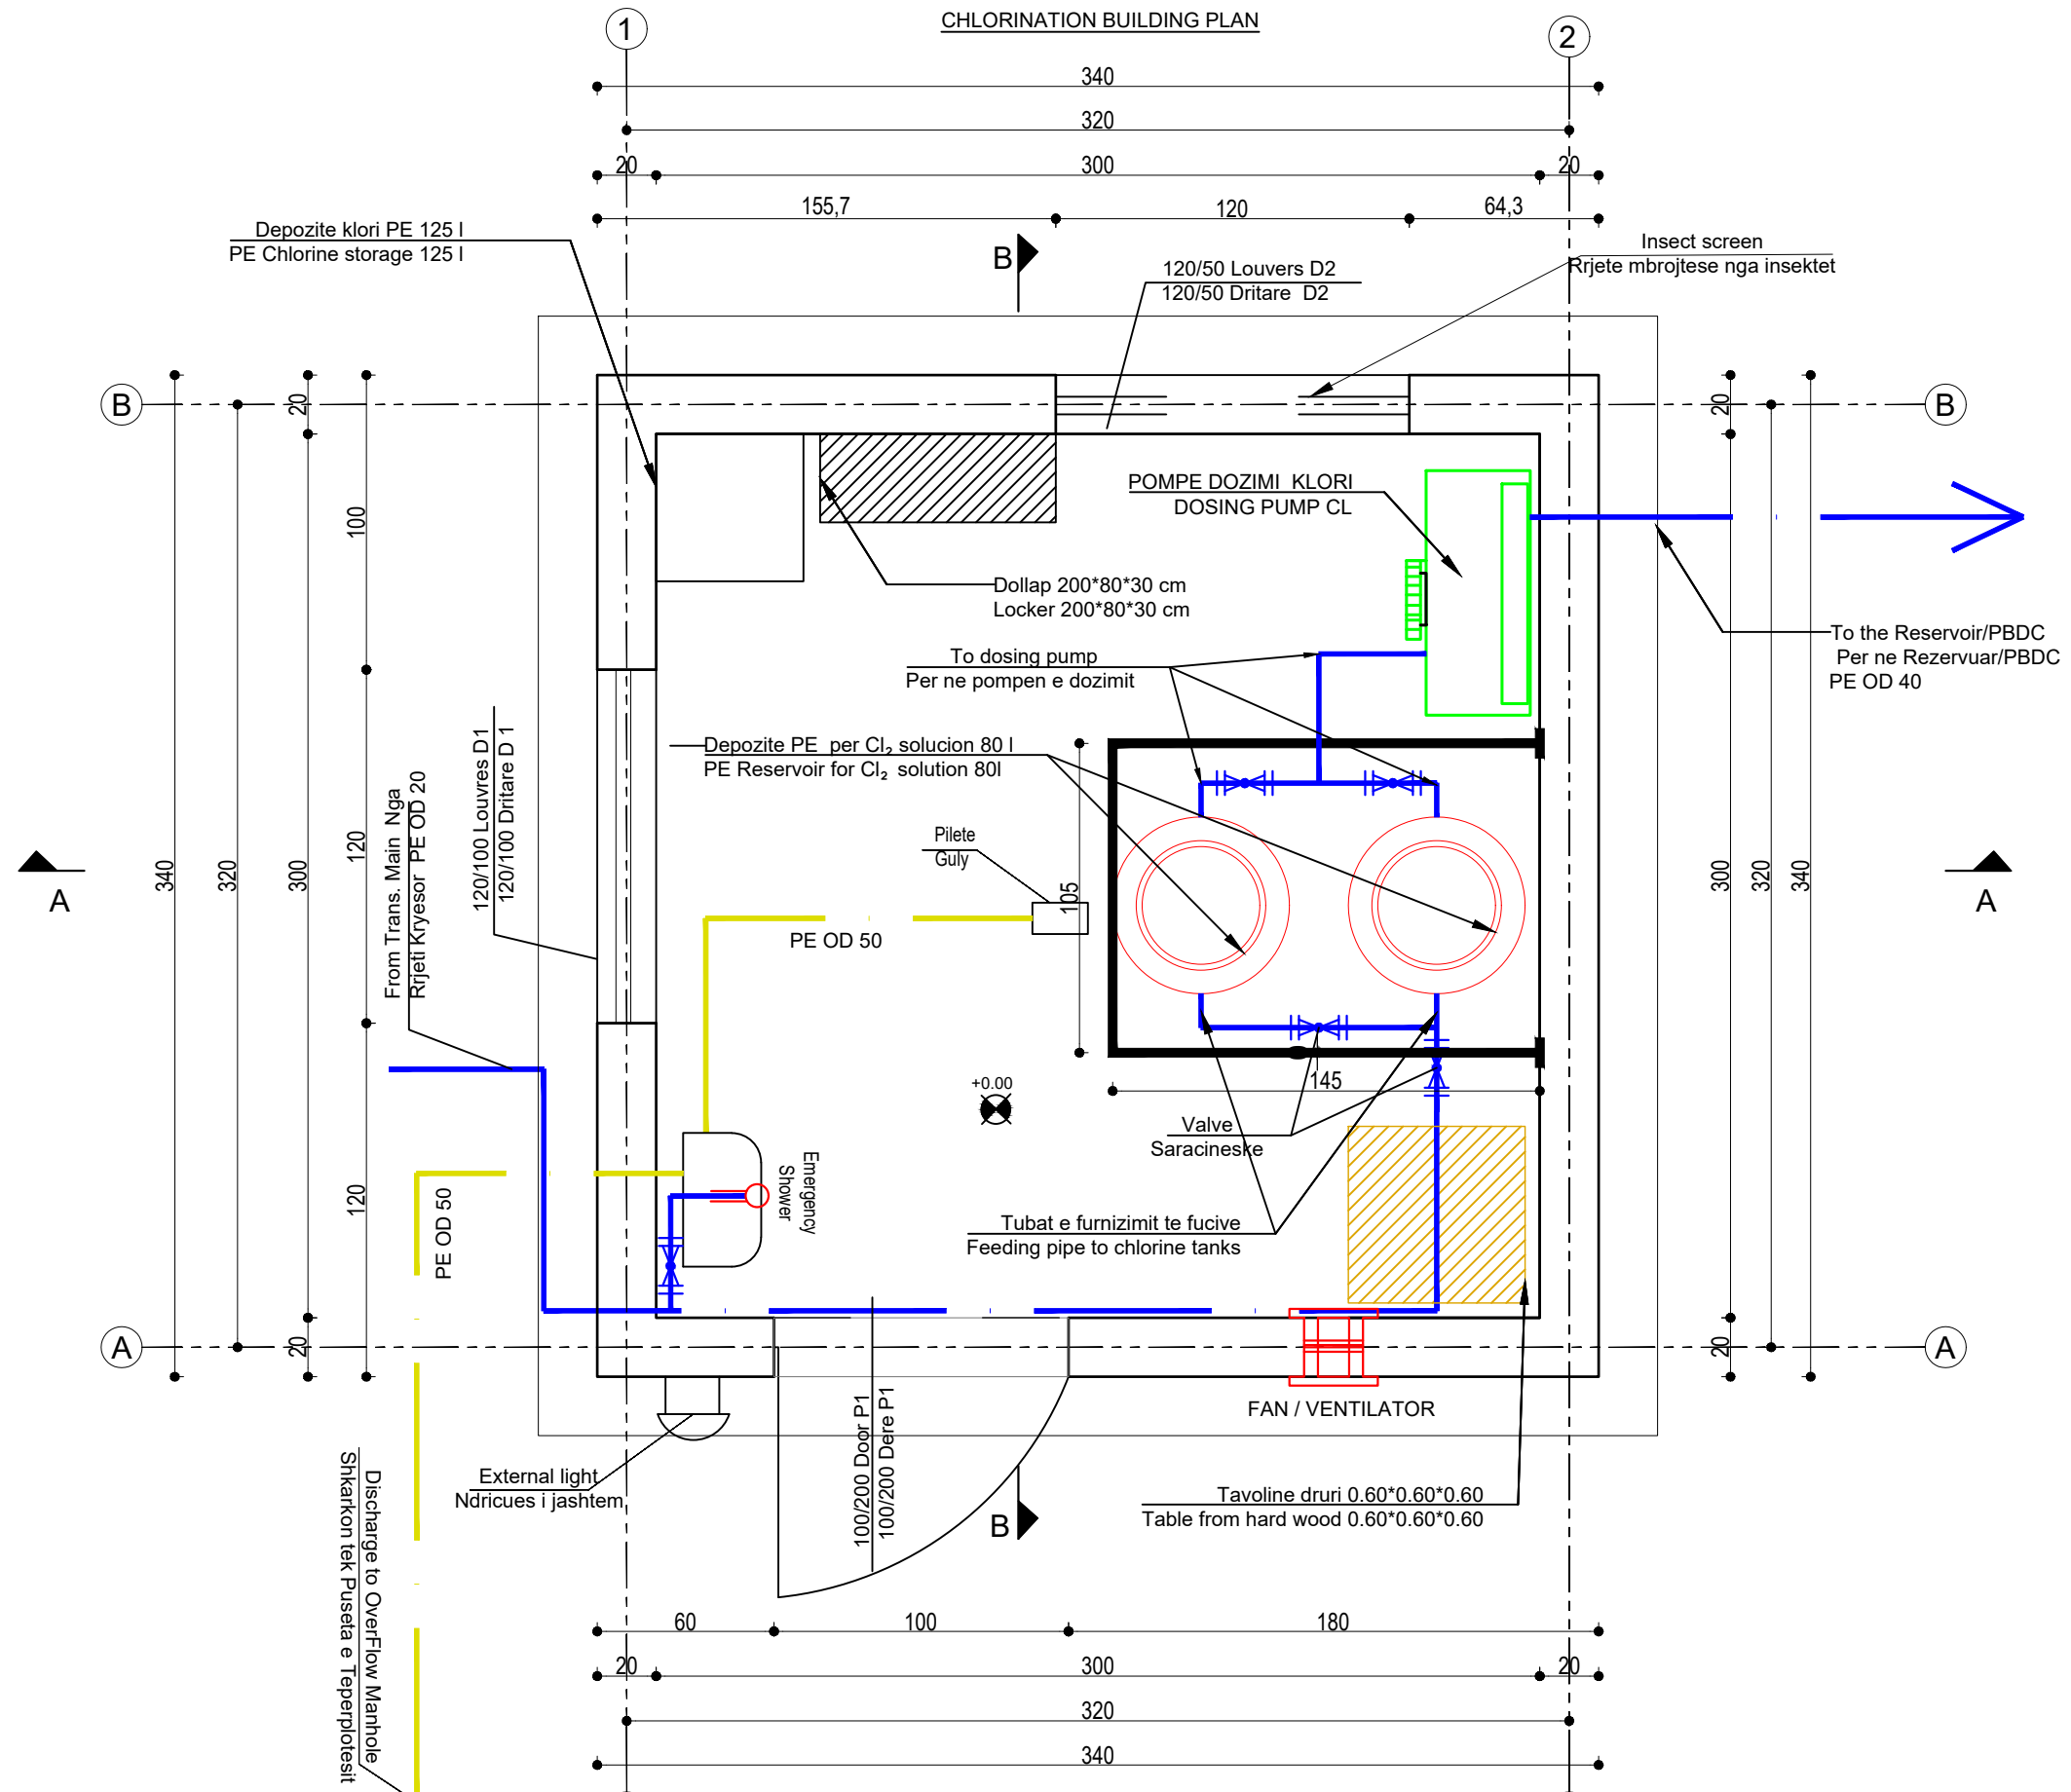 CHLORINATION BUILDING PLAN
1
2
340
320
20
300
20
155,7
120
64,3
Depozite klori PE 125 l
PE Chlorine storage 125 l
B
120/50 Louvers D2
120/50 Dritare D2
Insect screen
Rrjete mbrojtese nga insektet
B
B
20
100
120
120
20
300
320
340
20
300
320
340
20
POMPE DOZIMI KLORI
DOSING PUMP CL
Dollap 200*80*30 cm
Locker 200*80*30 cm
To the Reservoir/PBDC
Per ne Rezervuar/PBDC
PE OD 40
To dosing pump
Per ne pompen e dozimit
Depozite PE per Cl₂ solucion 80 l
PE Reservoir for Cl₂ solution 80l
120/100 Louvres D1
120/100 Dritare D 1
From Trans. Main Nga
Rrjeti Kryesor PE OD 20
Pilete
Guly
105
A
A
PE OD 50
145
+0.00
Valve
Saracineske
Emergency
Shower
PE OD 50
Tubat e furnizimit te fucive
Feeding pipe to chlorine tanks
A
A
FAN / VENTILATOR
100/200 Door P1
100/200 Dere P1
External light
Ndricues i jashtem
Tavoline druri 0.60*0.60*0.60
Table from hard wood 0.60*0.60*0.60
B
Discharge to OverFlow Manhole
Shkarkon tek Puseta e Teperplotesit
60
100
180
20
300
20
320
340